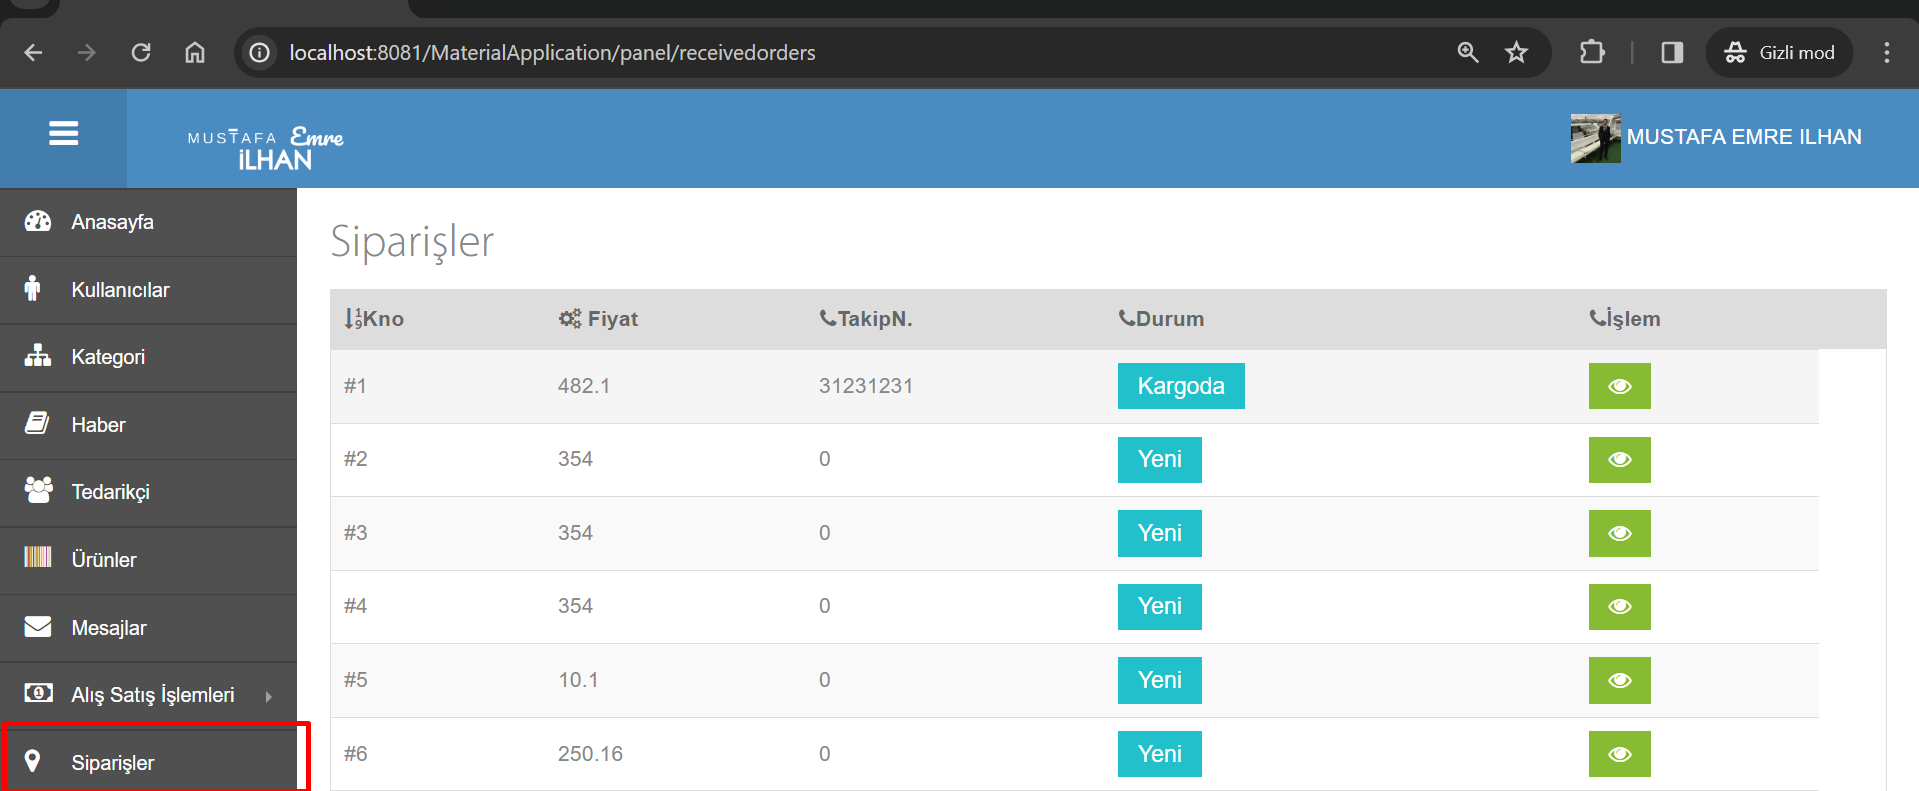 localhost:8081/MaterialApplication/panel/receivedorders
Gizli mod
MUSTAFA Emre
İLHAN
MUSTAFA EMRE ILHAN
Anasayfa
Kullanıcılar
Kategori
Haber
Tedarikçi
Ürünler
Mesajlar
Alış Satış İşlemleri
Siparişler
Siparişler
Kno Fiyat TakipN. Durum İşlem
#1 482.1 31231231 Kargoda
#2 354 0 Yeni
#3 354 0 Yeni
#4 354 0 Yeni
#5 10.1 0 Yeni
#6 250.16 0 Yeni